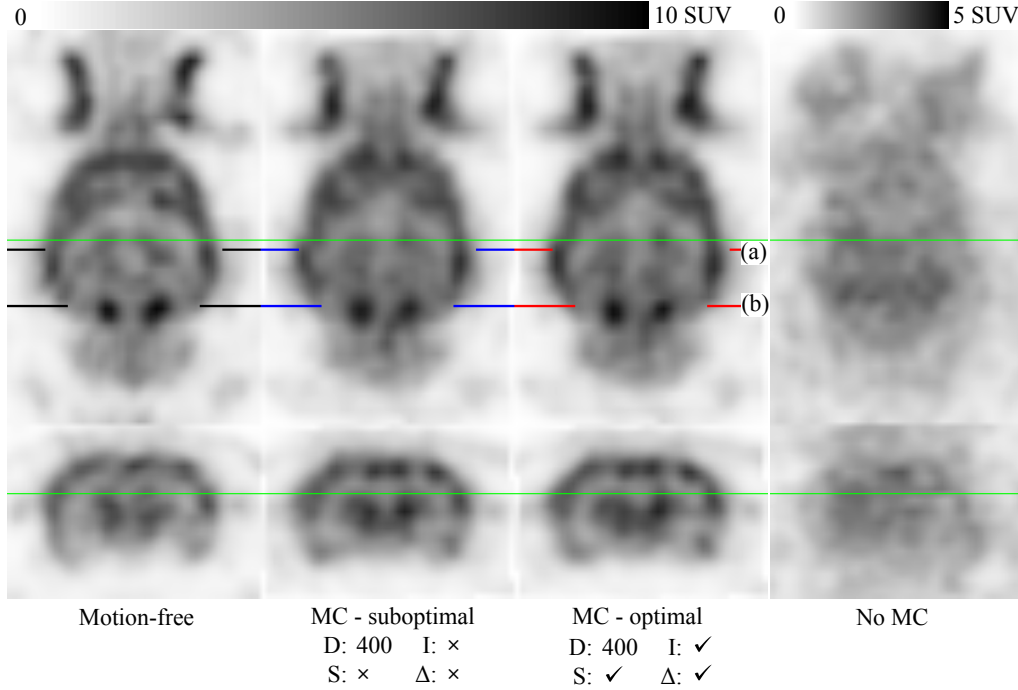 0 10 SUV 0 5 SUV
(a)
(b)
Motion-free MC - suboptimal MC - optimal No MC
D: 400 I: × D: 400 I: ✓
S: × Δ: × S: ✓ Δ: ✓